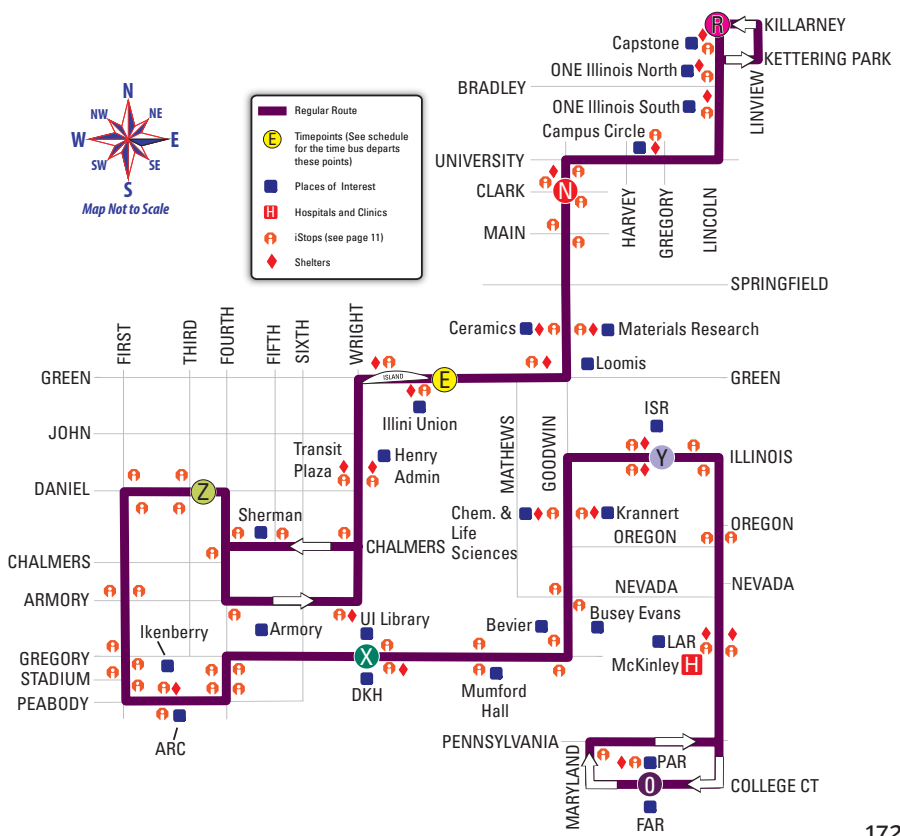 R
KILLARNEY
Capstone
KETTERING PARK
ONE Illinois North
BRADLEY
LINVIEW
ONE Illinois South
Campus Circle
UNIVERSITY
CLARK
N
MAIN
HARVEY
GREGORY
LINCOLN
SPRINGFIELD
N
NW
NE
W
E
SW
SE
S
Map Not to Scale
Regular Route
E
Timepoints (See schedule
for the time bus departs
these points)
Places of Interest
H
Hospitals and Clinics
iStops (see page 11)
Shelters
Ceramics
Materials Research
Loomis
FIRST
THIRD
FOURTH
FIFTH
SIXTH
WRIGHT
GREEN
ISLAND
E
GREEN
Illini Union
ISR
JOHN
Transit
Plaza
Henry
Admin
MATHEWS
GOODWIN
Y
ILLINOIS
DANIEL
Z
Sherman
Chem. &
Life
Sciences
Krannert
OREGON
OREGON
CHALMERS
CHALMERS
NEVADA
NEVADA
ARMORY
Armory
UI Library
Ikenberry
Bevier
Busey Evans
LAR
McKinley
H
GREGORY
X
STADIUM
PEABODY
DKH
Mumford
Hall
ARC
PENNSYLVANIA
MARYLAND
PAR
O
COLLEGE CT
FAR
172